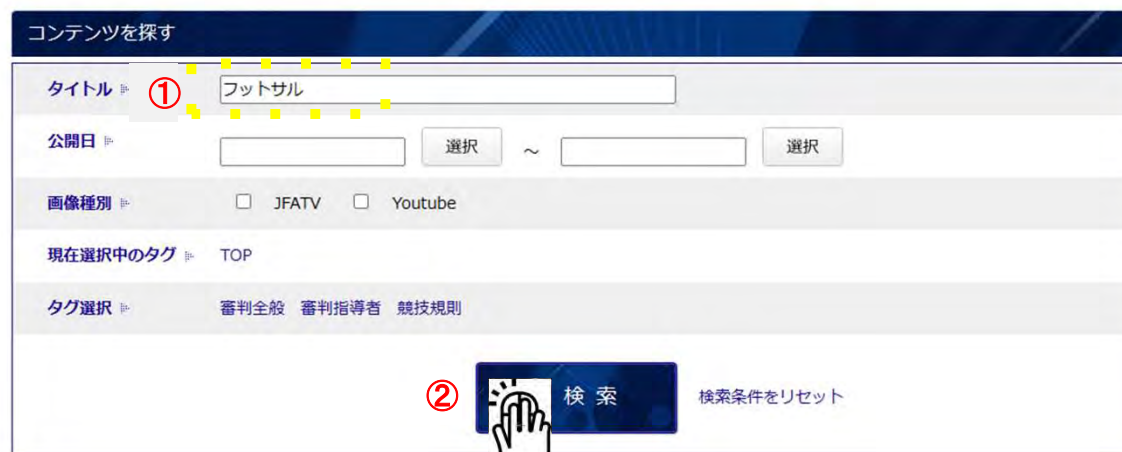 コンテンツを探す
タイトル ① フットサル
公開日 選択 ～ 選択
画像種別 JFATV Youtube
現在選択中のタグ TOP
タグ選択 審判全般 審判指導者 競技規則
② 検索 検索条件をリセット